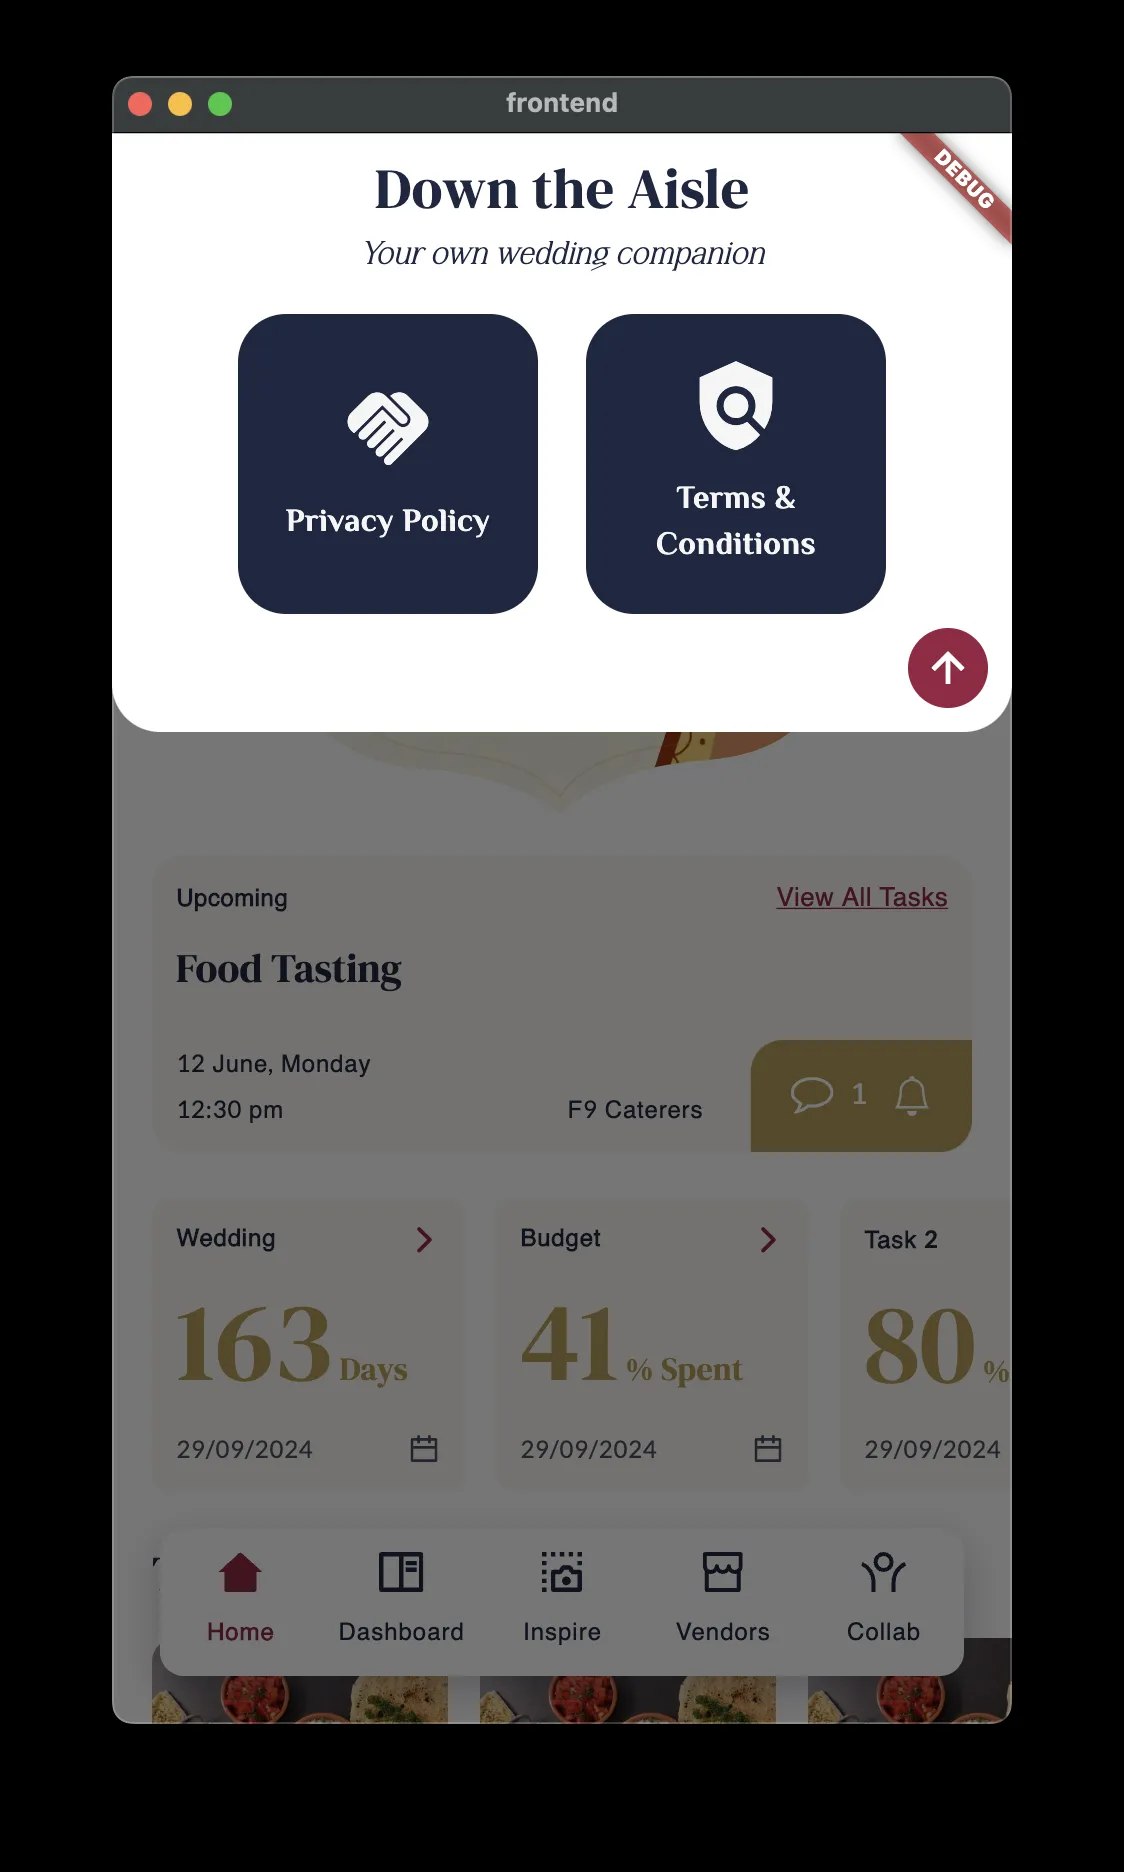 frontend
DEBUG
Down the Aisle
Your own wedding companion
Privacy Policy
Terms &
Conditions
Upcoming
View All Tasks
Food Tasting
12 June, Monday
12:30 pm
F9 Caterers
1
Wedding
163 Days
29/09/2024
Budget
41 % Spent
29/09/2024
Task 2
80 %
29/09/2024
Home
Dashboard
Inspire
Vendors
Collab